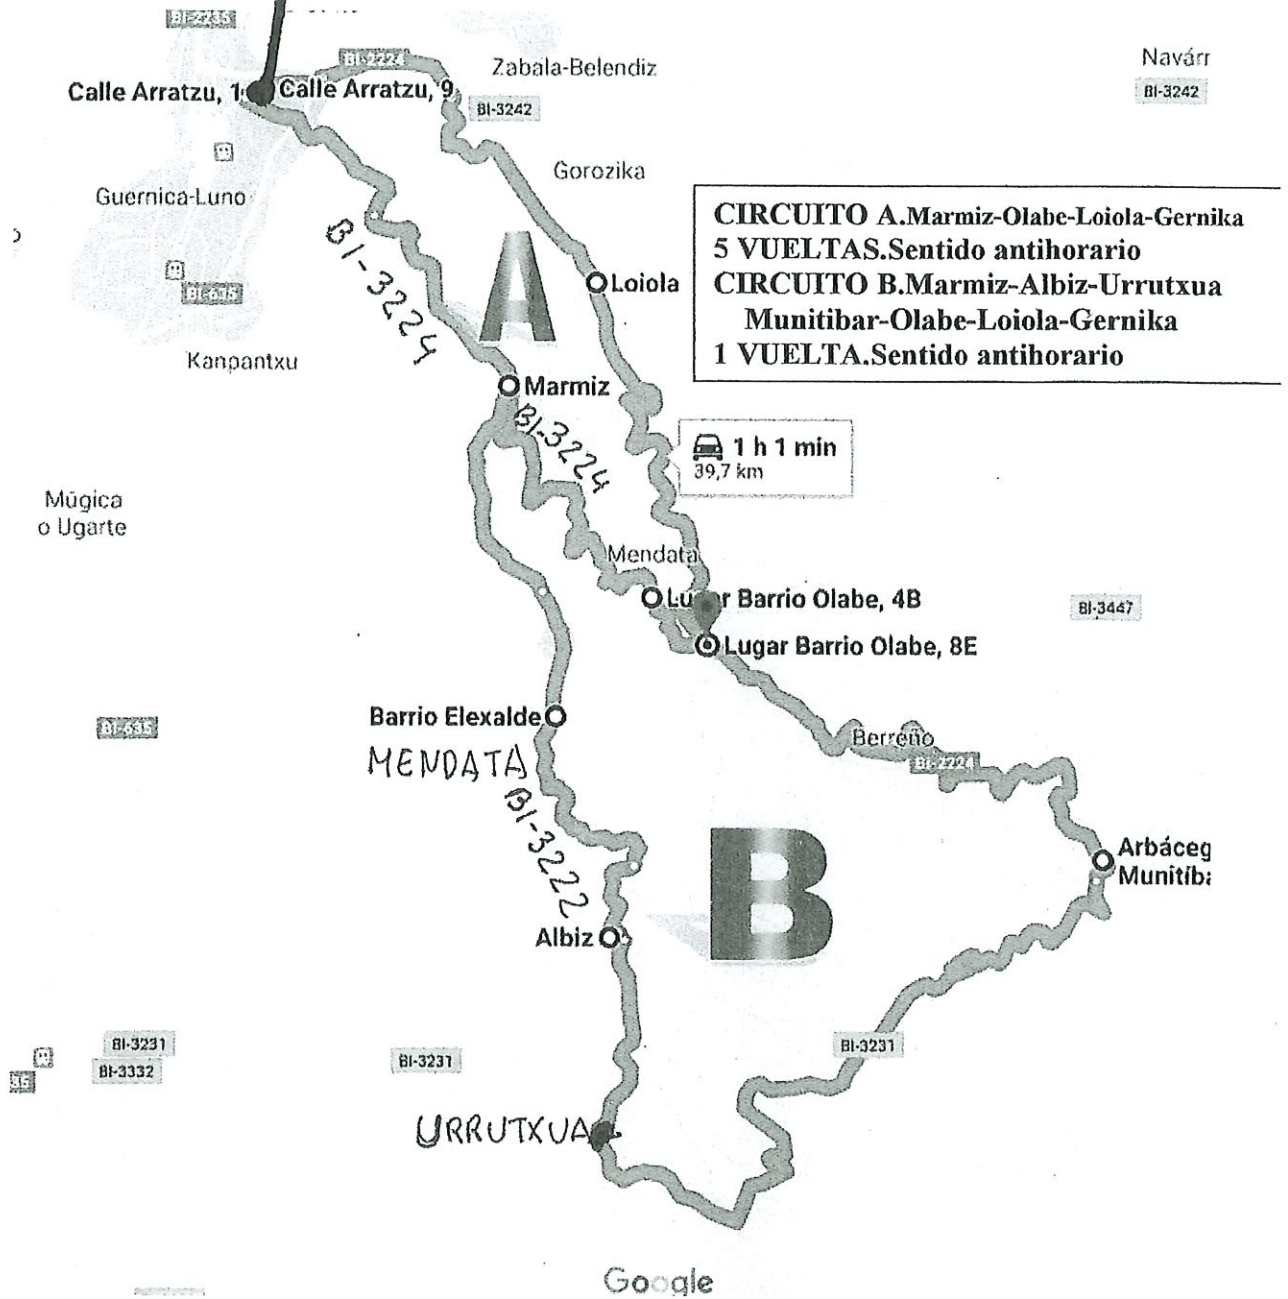 BI-2235
BI-2224
Zabala-Belendiz
Navárr
Calle Arratzu, 1
Calle Arratzu, 9
BI-3242
BI-3242
Gorozika
Guernica-Luno
CIRCUITO A.Marmiz-Olabe-Loiola-Gernika
5 VUELTAS.Sentido antihorario
CIRCUITO B.Marmiz-Albiz-Urrutxua
Munitibar-Olabe-Loiola-Gernika
1 VUELTA.Sentido antihorario
BI-3224
A
Loiola
BI-635
Kanpantxu
Marmiz
BI-3224
1 h 1 min
39,7 km
Múgica
o Ugarte
Mendata
Lugar Barrio Olabe, 4B
BI-3447
Lugar Barrio Olabe, 8E
Barrio Elexalde
BI-635
MENDATA
Berreño
BI-2224
BI-3222
B
Arbáceg
Munitiba
Albiz
BI-3231
BI-3332
BI-3231
BI-3231
35
URRUTXUA
Google